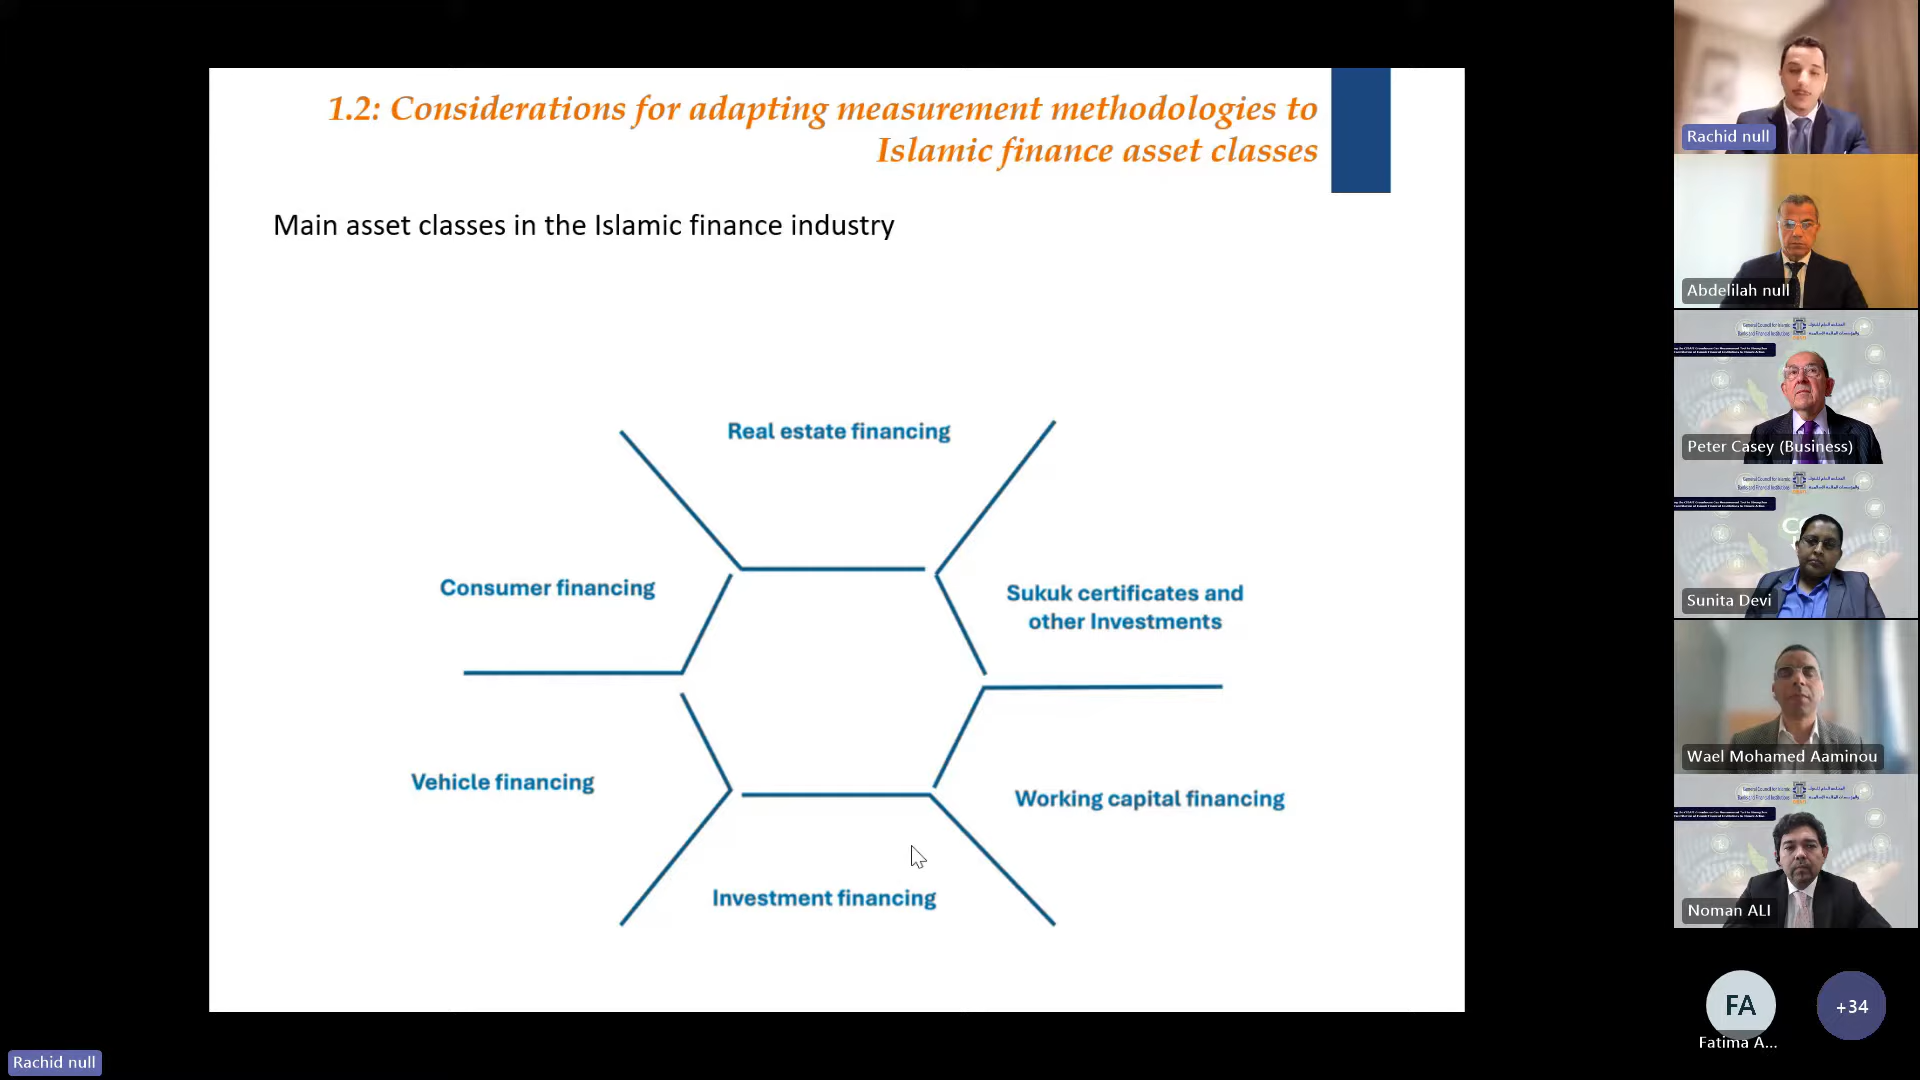 1.2: Considerations for adapting measurement methodologies to
Islamic finance asset classes
Main asset classes in the Islamic finance industry
Real estate financing
Consumer financing
Sukuk certificates and
other Investments
Vehicle financing
Working capital financing
Investment financing
Rachid null
Abdelilah null
Peter Casey (Business)
Sunita Devi
Wael Mohamed Aaminou
Noman ALI
FA
+34
Fatima A...
Rachid null